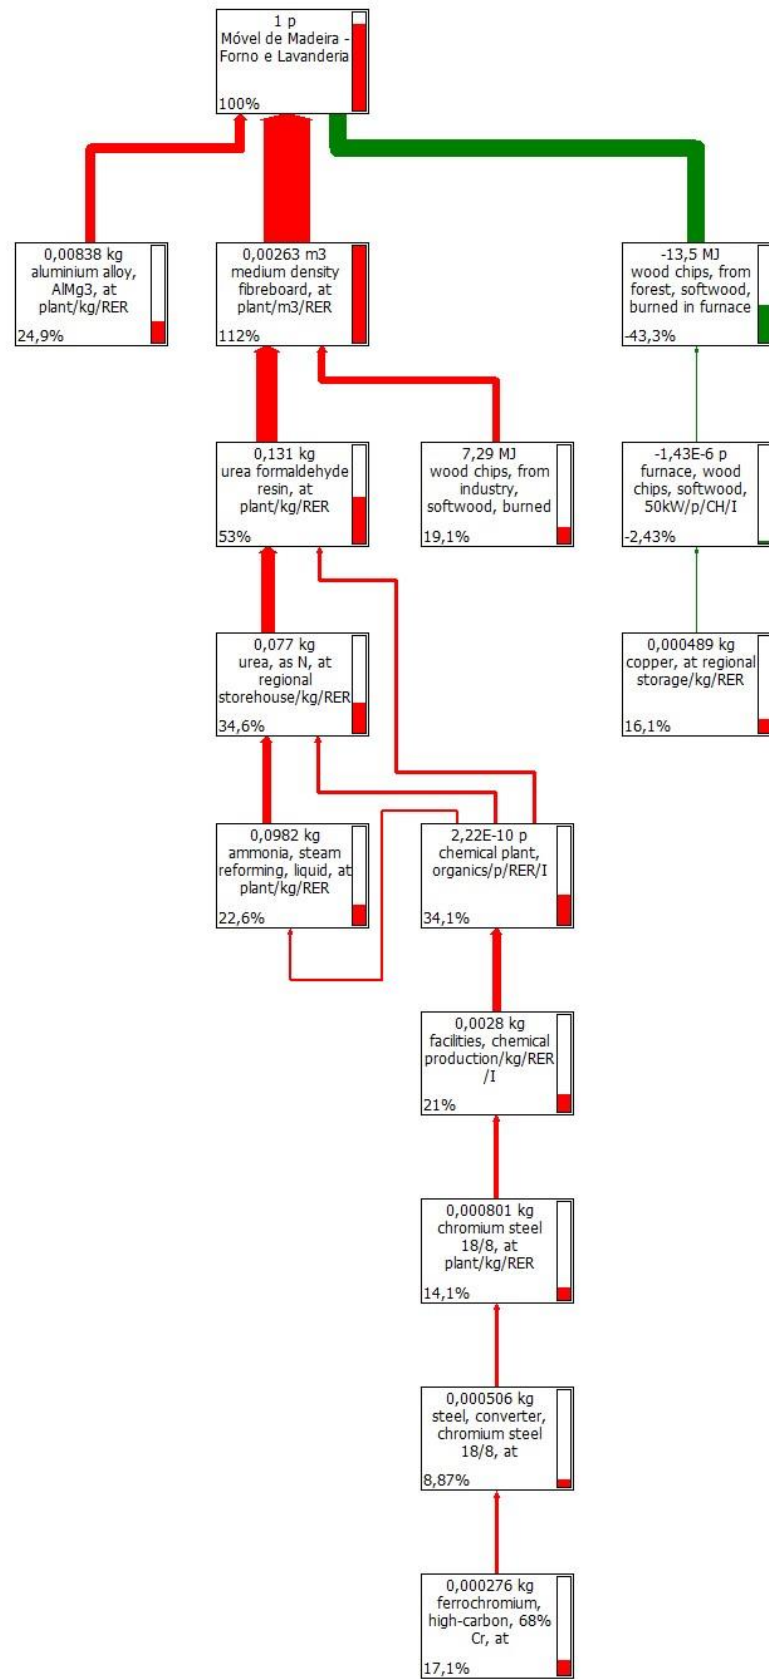 1 p
Móvel de Madeira -
Forno e Lavanderia
100%
0,00838 kg
aluminium alloy,
AlMg3, at
plant/kg/RER
24,9%
0,00263 m3
medium density
fibreboard, at
plant/m3/RER
112%
-13,5 MJ
wood chips, from
forest, softwood,
burned in furnace
-43,3%
0,131 kg
urea formaldehyde
resin, at
plant/kg/RER
53%
7,29 MJ
wood chips, from
industry,
softwood, burned
19,1%
-1,43E-6 p
furnace, wood
chips, softwood,
50kW/p/CH/I
-2,43%
0,077 kg
urea, as N, at
regional
storehouse/kg/RER
34,6%
0,000489 kg
copper, at regional
storage/kg/RER
16,1%
0,0982 kg
ammonia, steam
reforming, liquid, at
plant/kg/RER
22,6%
2,22E-10 p
chemical plant,
organics/p/RER/I
34,1%
0,0028 kg
facilities, chemical
production/kg/RER
/I
21%
0,000801 kg
chromium steel
18/8, at
plant/kg/RER
14,1%
0,000506 kg
steel, converter,
chromium steel
18/8, at
8,87%
0,000276 kg
ferrochromium,
high-carbon, 68%
Cr, at
17,1%